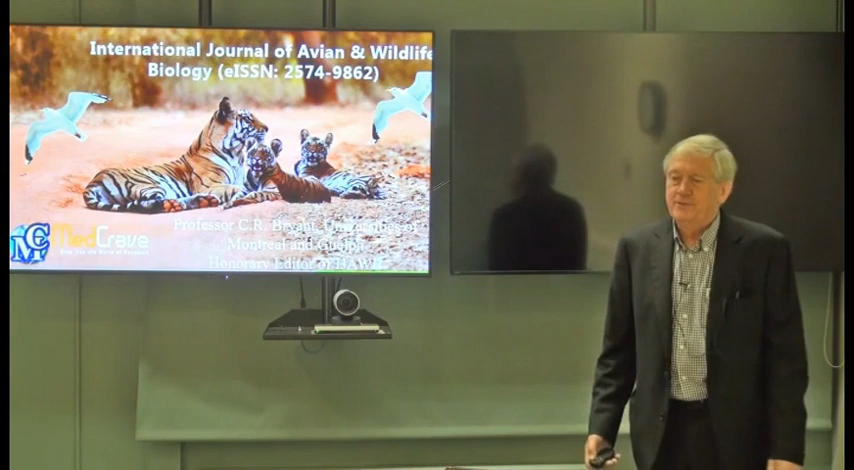 International Journal of Avian & Wildlife
Biology (eISSN: 2574-9862)
Professor C.R. Bryant, Universities of
Montreal and Guelph
Honorary Editor of IJAWB
MedCrave